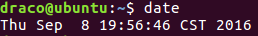 draco@ubuntu:~$ date
Thu Sep  8 19:56:46 CST 2016